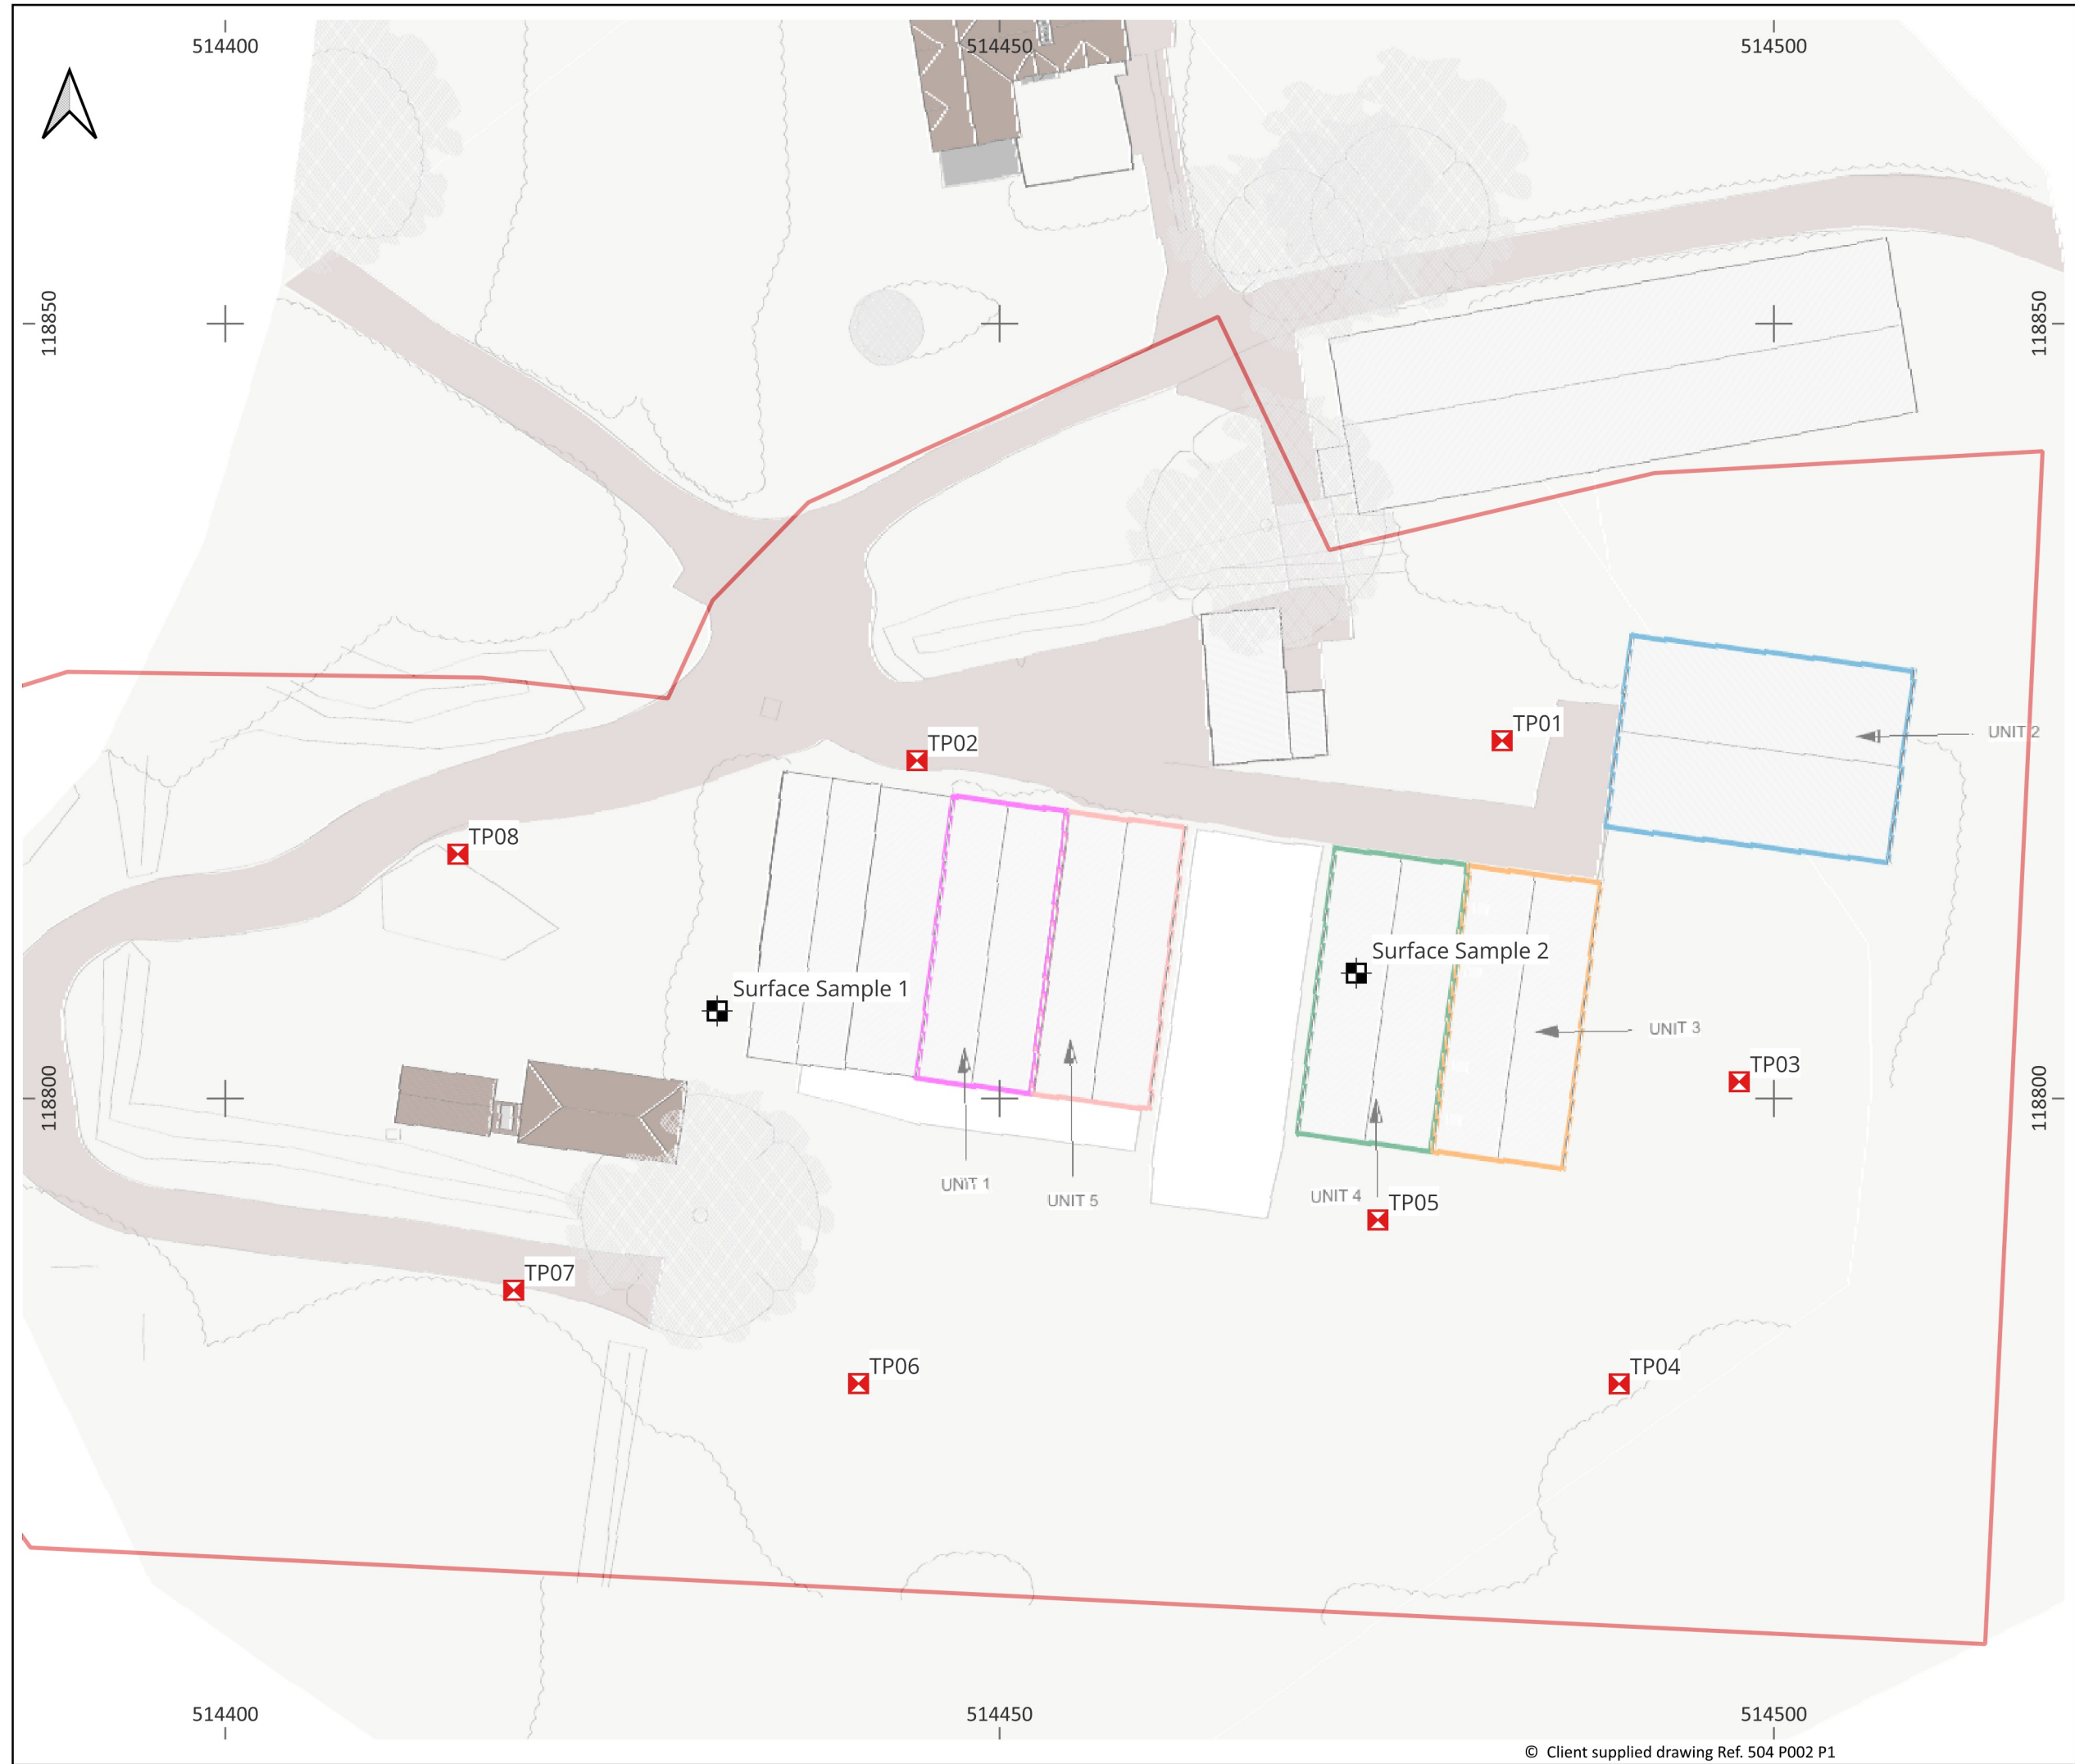 514400
514450
514500
118850
118850
TP01
UNIT 2
TP02
TP08
Surface Sample 2
Surface Sample 1
UNIT 3
TP03
118800
118800
UNIT 1
UNIT 5
UNIT 4
TP05
TP07
TP06
TP04
514400
514450
514500
© Client supplied drawing Ref. 504 P002 P1